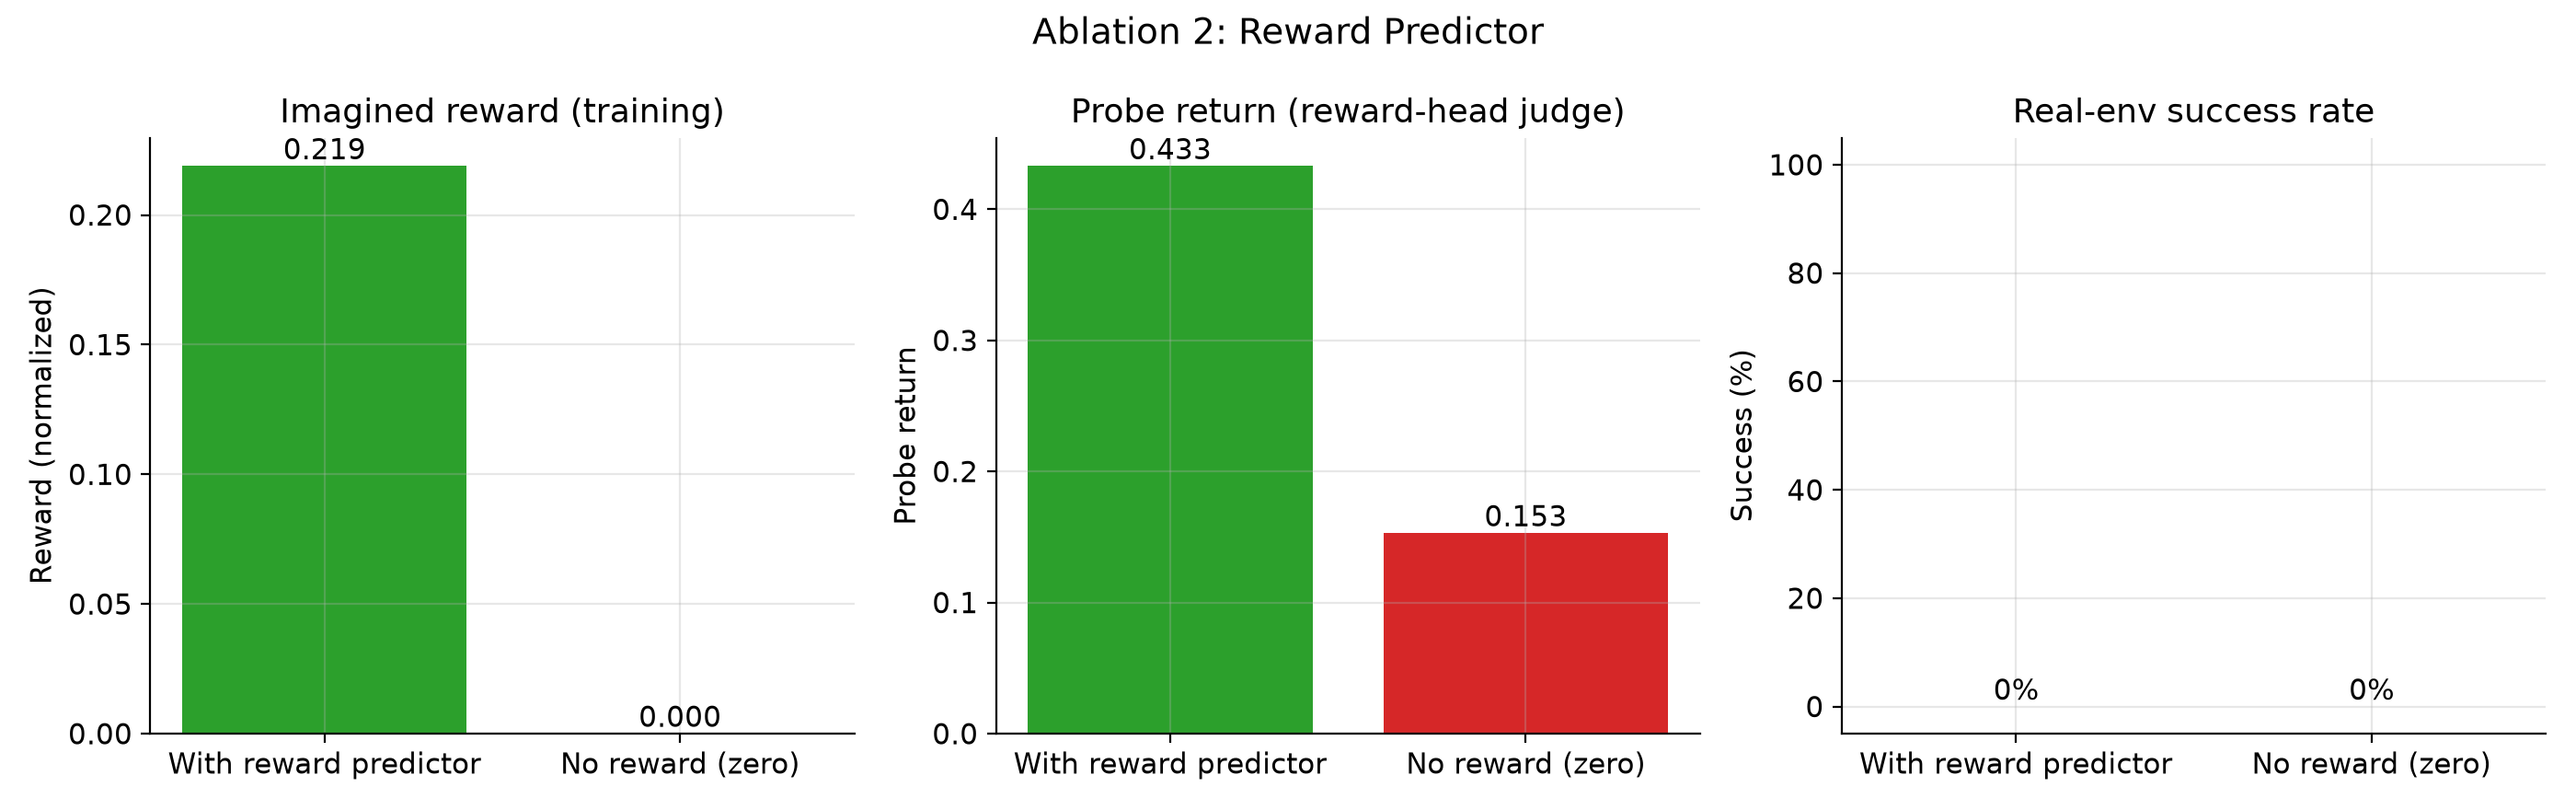 Ablation 2: Reward Predictor
Imagined reward (training)
Reward (normalized)
0.20
0.15
0.10
0.05
0.00
0.219
0.000
With reward predictor
No reward (zero)
Probe return (reward-head judge)
Probe return
0.4
0.3
0.2
0.1
0.0
0.433
0.153
With reward predictor
No reward (zero)
Real-env success rate
Success (%)
100
80
60
40
20
0
0%
0%
With reward predictor
No reward (zero)